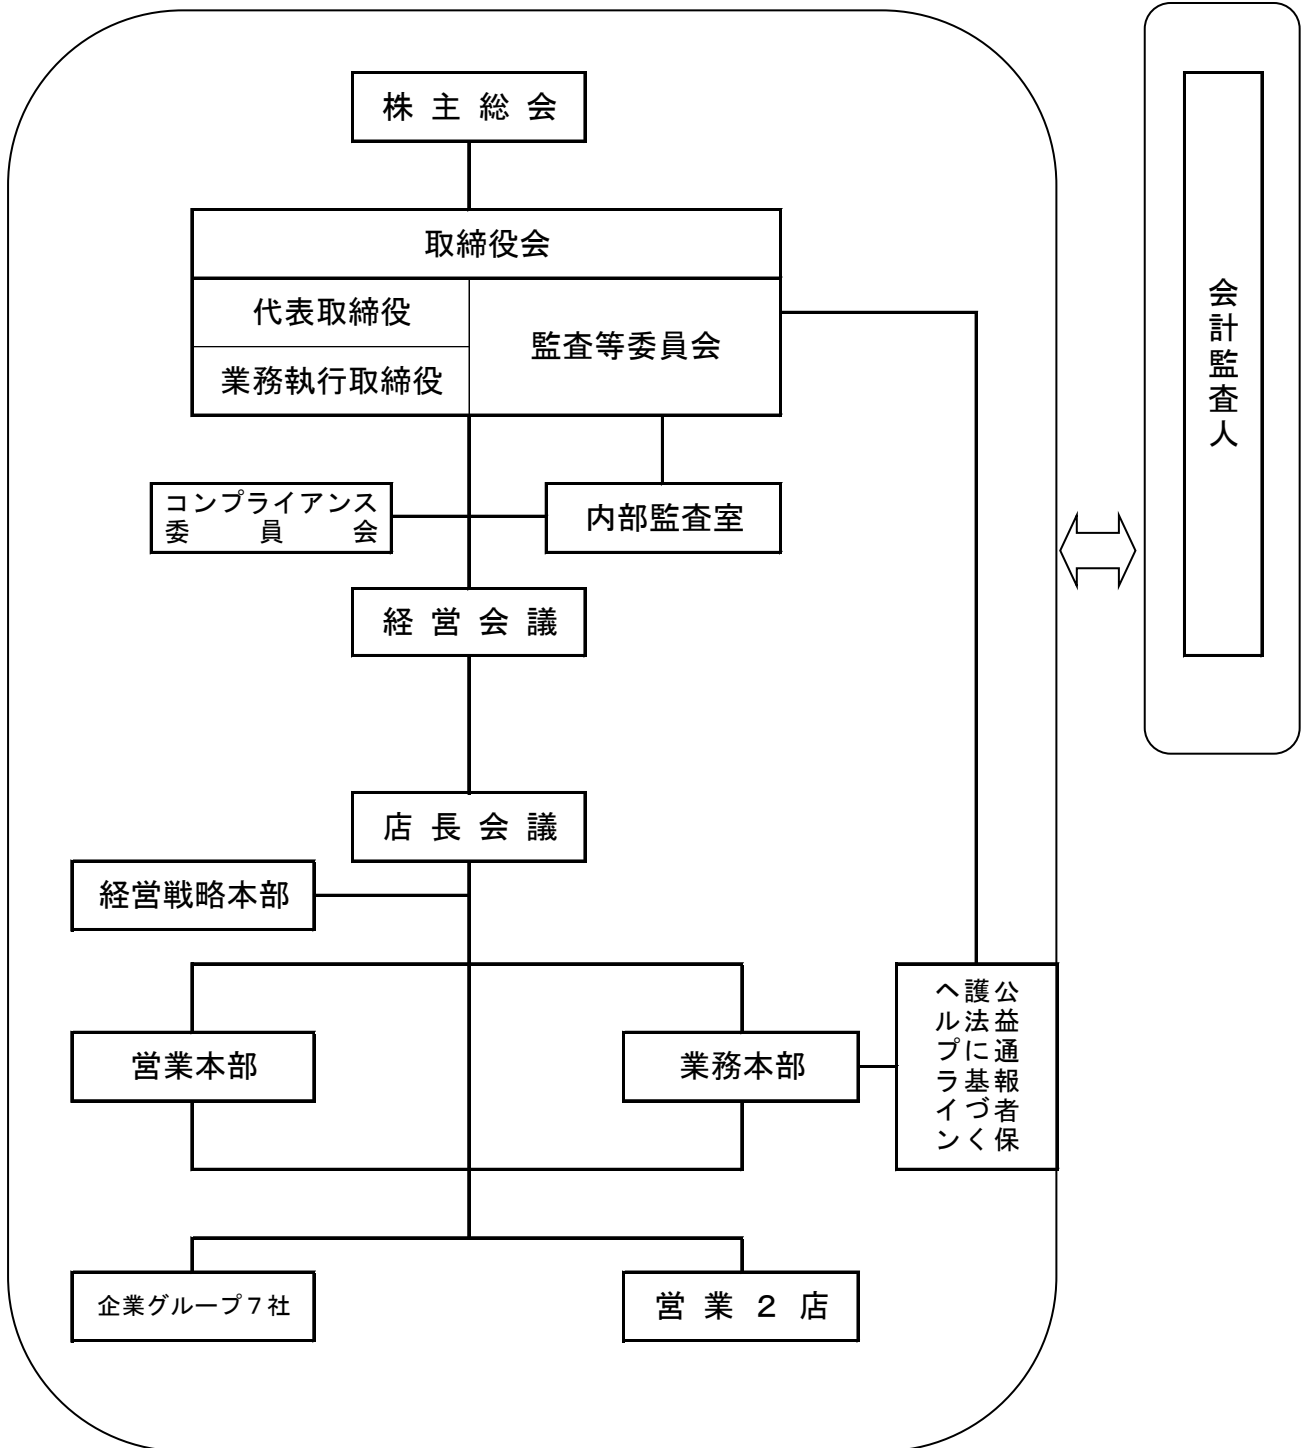 株主総会
取締役会
代表取締役
業務執行取締役
監査等委員会
会計監査人
コンプライアンス
委員会
内部監査室
経営会議
店長会議
経営戦略本部
営業本部
業務本部
公益通報者保
護法に基づく
ヘルプライン
企業グループ７社
営業２店